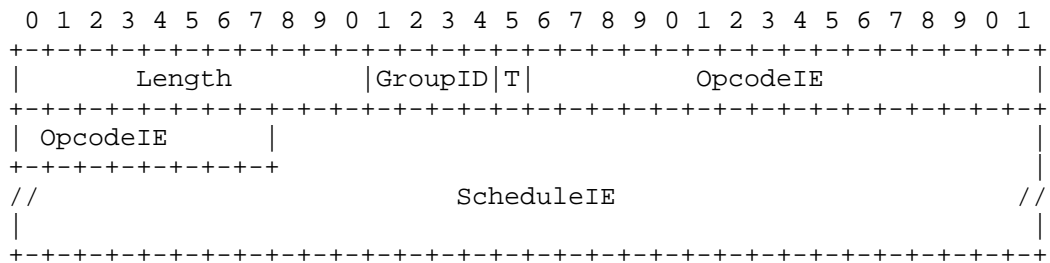 0 1 2 3 4 5 6 7 8 9 0 1 2 3 4 5 6 7 8 9 0 1 2 3 4 5 6 7 8 9 0 1
+-+-+-+-+-+-+-+-+-+-+-+-+-+-+-+-+-+-+-+-+-+-+-+-+-+-+-+-+-+-+-+-+
|       Length        |GroupID|T|          OpcodeIE             |
+-+-+-+-+-+-+-+-+-+-+-+-+-+-+-+-+-+-+-+-+-+-+-+-+-+-+-+-+-+-+-+-+
| OpcodeIE      |                                               |
+-+-+-+-+-+-+-+-+                                               |
//                          ScheduleIE                         //
|                                                               |
+-+-+-+-+-+-+-+-+-+-+-+-+-+-+-+-+-+-+-+-+-+-+-+-+-+-+-+-+-+-+-+-+